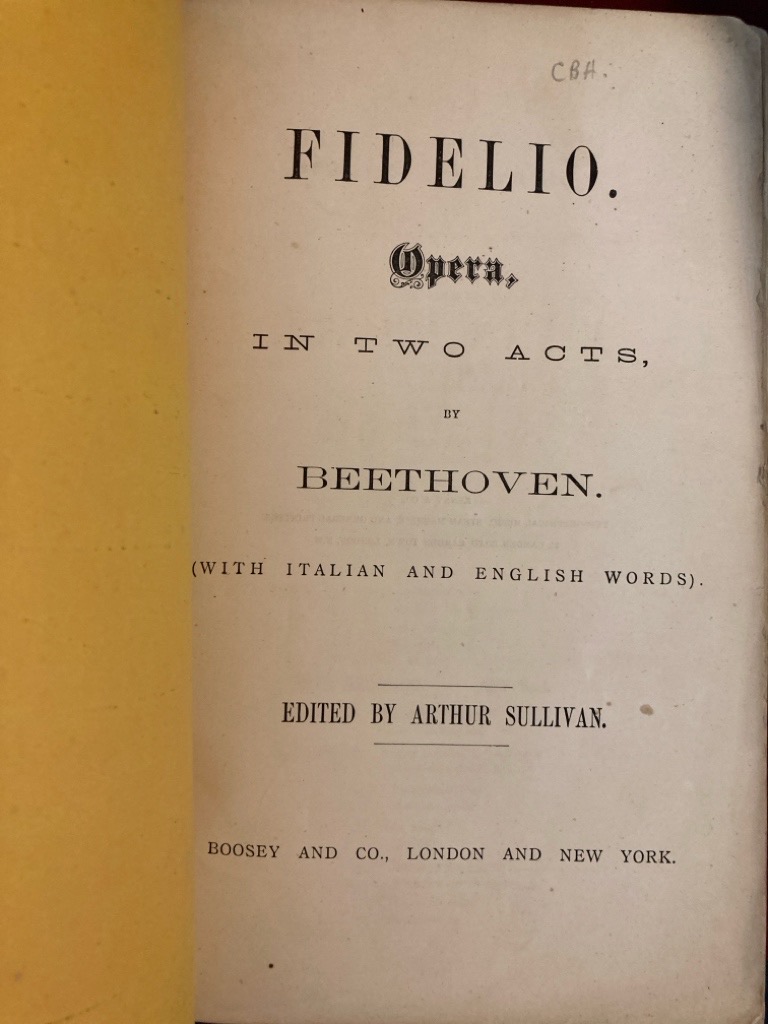 CBA.
FIDELIO.
Opera,
IN TWO ACTS,
BY
BEETHOVEN.
(WITH ITALIAN AND ENGLISH WORDS).
EDITED BY ARTHUR SULLIVAN.
BOOSEY AND CO., LONDON AND NEW YORK.